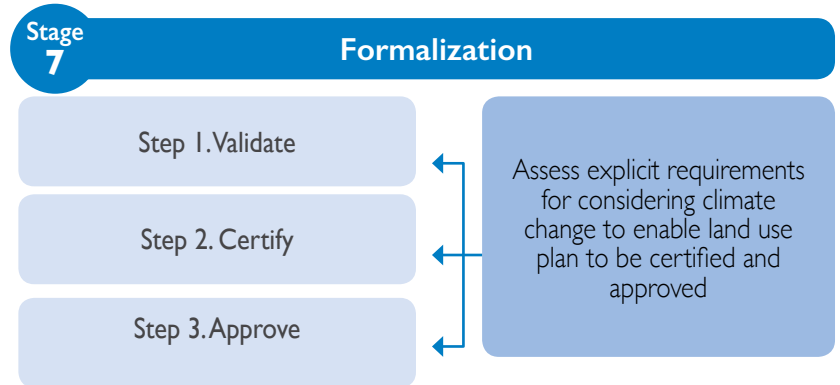 Stage
7
Formalization
Step 1. Validate
Step 2. Certify
Step 3. Approve
Assess explicit requirements
for considering climate
change to enable land use
plan to be certified and
approved